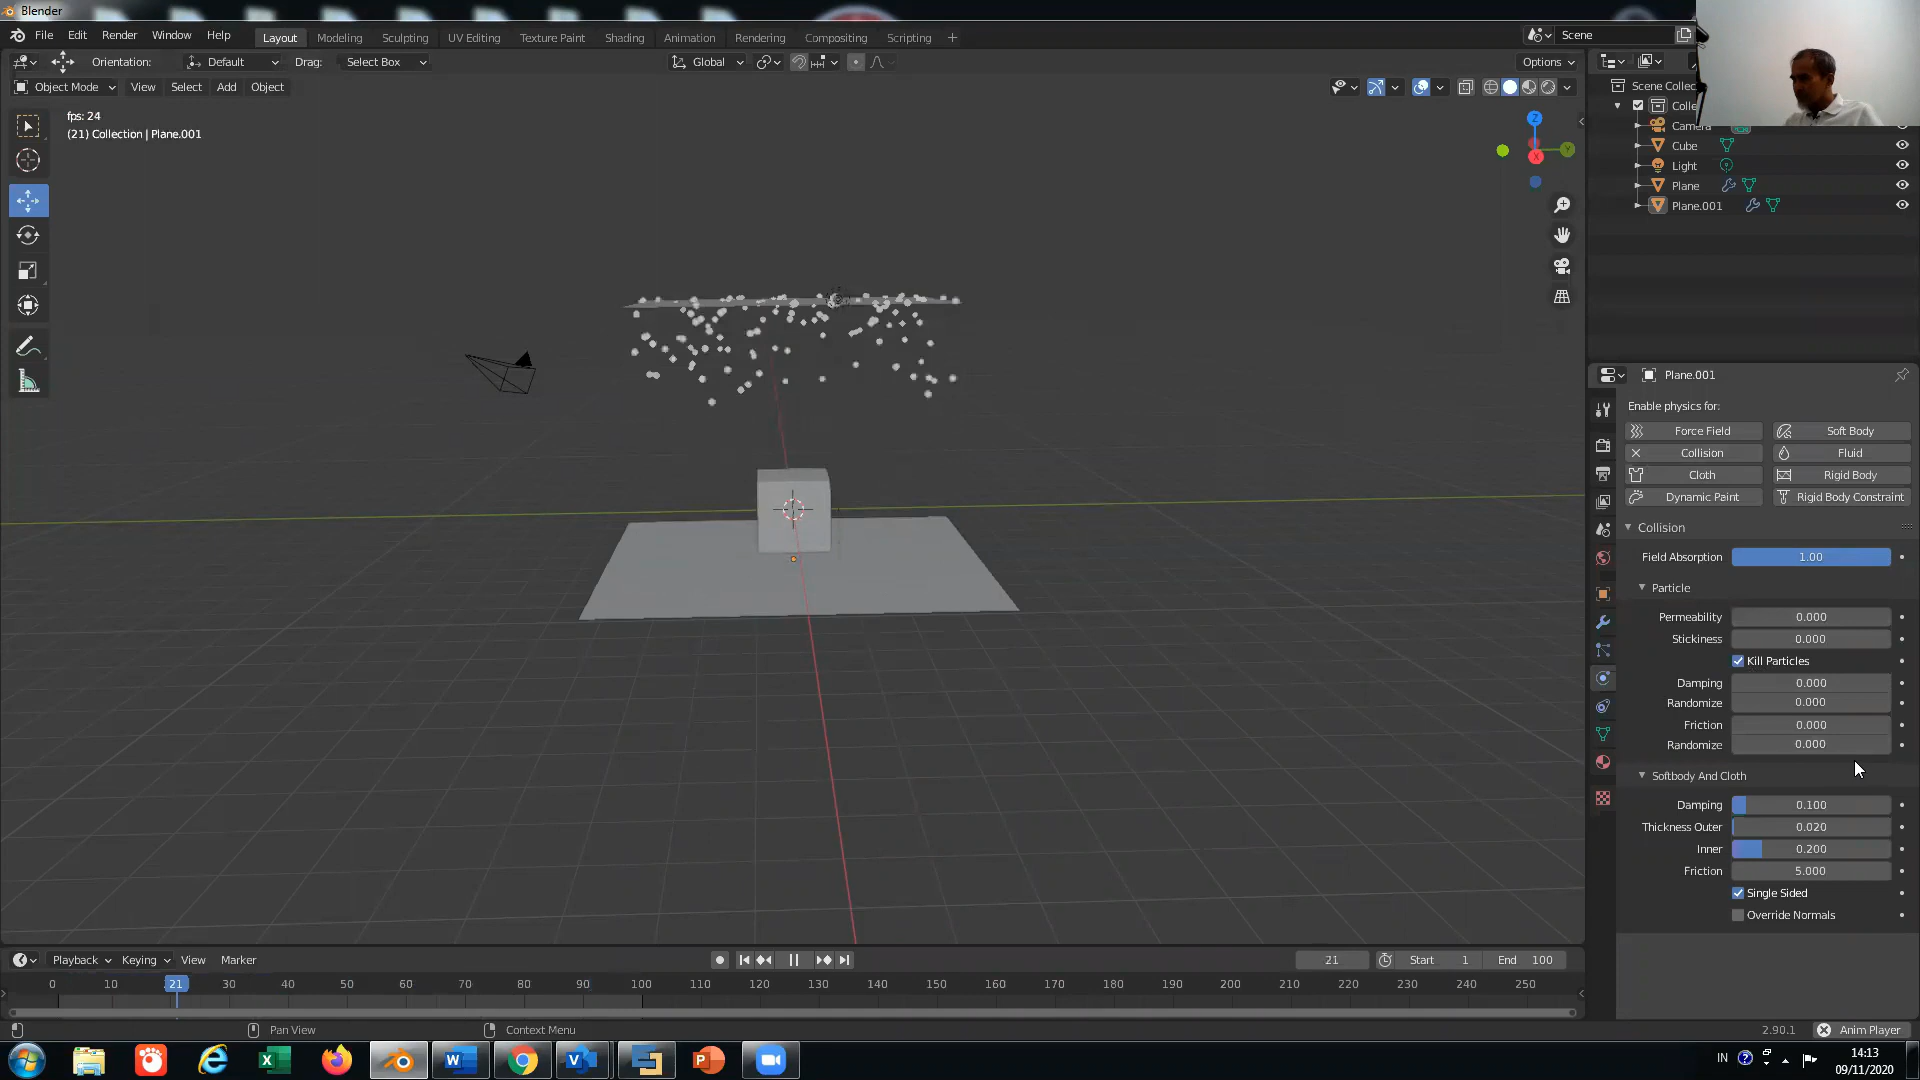 Blender
File Edit Render Window Help
Layout Modeling Sculpting UV Editing Texture Paint Shading Animation Rendering Compositing Scripting +
Scene
Orientation: Default Drag: Select Box
Global
Options
Object Mode View Select Add Object
fps: 24
(21) Collection | Plane.001
Z
Y
X
Scene Collec
Colle
Camera
Cube
Light
Plane
Plane.001
Plane.001
Enable physics for:
Force Field Soft Body
Collision Fluid
Cloth Rigid Body
Dynamic Paint Rigid Body Constraint
Collision
Field Absorption 1.00
Particle
Permeability 0.000
Stickiness 0.000
Kill Particles
Damping 0.000
Randomize 0.000
Friction 0.000
Randomize 0.000
Softbody And Cloth
Damping 0.100
Thickness Outer 0.020
Inner 0.200
Friction 5.000
Single Sided
Override Normals
Playback Keying View Marker
21 Start 1 End 100
0 10 21 30 40 50 60 70 80 90 100 110 120 130 140 150 160 170 180 190 200 210 220 230 240 250
Pan View Context Menu
2.90.1 Anim Player
IN
14:13
09/11/2020